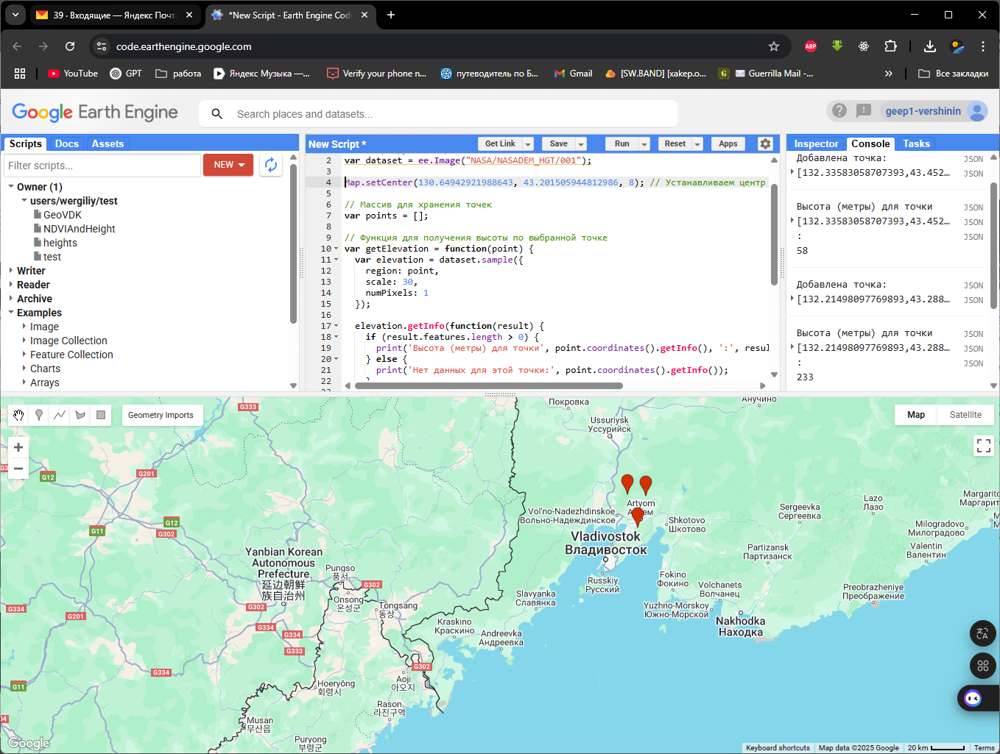 39 · Входящие — Яндекс Почт
*New Script - Earth Engine Cod
code.earthengine.google.com
ABP
YouTube
GPT
работа
Яндекс Музыка —...
Verify your phone n...
путеводитель по Б...
Gmail
[SW.BAND] [xakep.o...
Guerrilla Mail -...
Все закладки
Google Earth Engine
Search places and datasets...
geep1-vershinin
Scripts
Docs
Assets
Filter scripts...
NEW
Owner (1)
users/wergiliy/test
GeoVDK
NDVIAndHeight
heights
test
Writer
Reader
Archive
Examples
Image
Image Collection
Feature Collection
Charts
Arrays
New Script *
Get Link
Save
Run
Reset
Apps
2 var dataset = ee.Image("NASA/NASADEM_HGT/001");
3
4 Map.setCenter(130.64942921988643, 43.201505944812986, 8); // Устанавливаем центр
5
6 // Массив для хранения точек
7 var points = [];
8
9 // Функция для получения высоты по выбранной точке
10 var getElevation = function(point) {
11 var elevation = dataset.sample({
12 region: point,
13 scale: 30,
14 numPixels: 1
15 });
16
17 elevation.getInfo(function(result) {
18 if (result.features.length > 0) {
19 print('Высота (метры) для точки', point.coordinates().getInfo(), ':', resul
20 } else {
21 print('Нет данных для этой точки:', point.coordinates().getInfo());
22 }
Inspector
Console
Tasks
Добавлена точка: JSON
[132.33583058707393,43.452... JSON
Высота (метры) для точки JSON
[132.33583058707393,43.452... JSON
: JSON
58
Добавлена точка: JSON
[132.21498097769893,43.288... JSON
Высота (метры) для точки JSON
[132.21498097769893,43.288... JSON
: JSON
233
Geometry Imports
Map
Satellite
+
−
G333
Покровка
Анучино
Ussuriysk
Уссурийск
G201
G12
Artyom
Артем
Vol'no-Nadezhdinskoe
Вольно-Надеждинское
Shkotovo
Шкотово
Sergeevka
Сергеевка
Lazo
Лазо
Margarito
Маргарит
Milogradovo
Милоградово
Valentin
Валентин
G11
G12
G302
Vladivostok
Владивосток
Partizansk
Партизанск
Yanbian Korean
Autonomous
Prefecture
延边朝鲜
族自治州
Pungso
풍서
G302
Russkiy
Русский
Fokino
Фокино
Volchanets
Волчанец
Preobrazheniye
Преображение
Slavyanka
Славянка
Onsong
온성군
Tongsang
동상
G302
G334
G201
Yuzhno-Morskoy
Южно-Морской
Nakhodka
Находка
Kraskino
Краскино
Andreevka
Андреевка
G334
G334
G333
G302
G334
Aoji
아오지
Hoeryŏng
회령시
G11
Rason
라진구역
Musan
무산읍
Puryong
부령군
Google
Keyboard shortcuts
Map data ©2025 Google
20 km
Terms